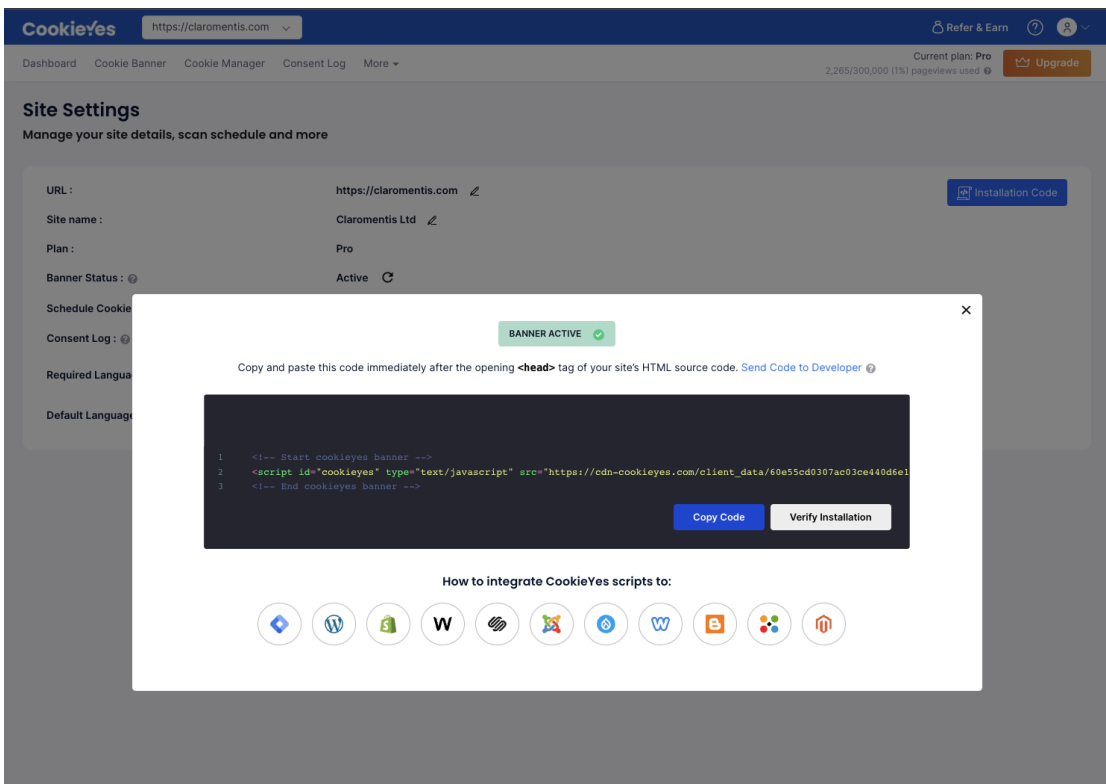 CookieYes
https://claromentis.com
Refer & Earn
Dashboard Cookie Banner Cookie Manager Consent Log More
Current plan: Pro
2,265/300,000 (1%) pageviews used
Upgrade
Site Settings
Manage your site details, scan schedule and more
URL : https://claromentis.com
Installation Code
Site name : Claromentis Ltd
Plan : Pro
Banner Status : Active
Schedule Cookie
Consent Log :
Required Langua
Default Language
BANNER ACTIVE
Copy and paste this code immediately after the opening <head> tag of your site's HTML source code. Send Code to Developer
1 <!-- Start cookieyes banner -->
2 <script id="cookieyes" type="text/javascript" src="https://cdn-cookieyes.com/client_data/60e55cd0307ac03ce440d6e1
3 <!-- End cookieyes banner -->
Copy Code Verify Installation
How to integrate CookieYes scripts to: